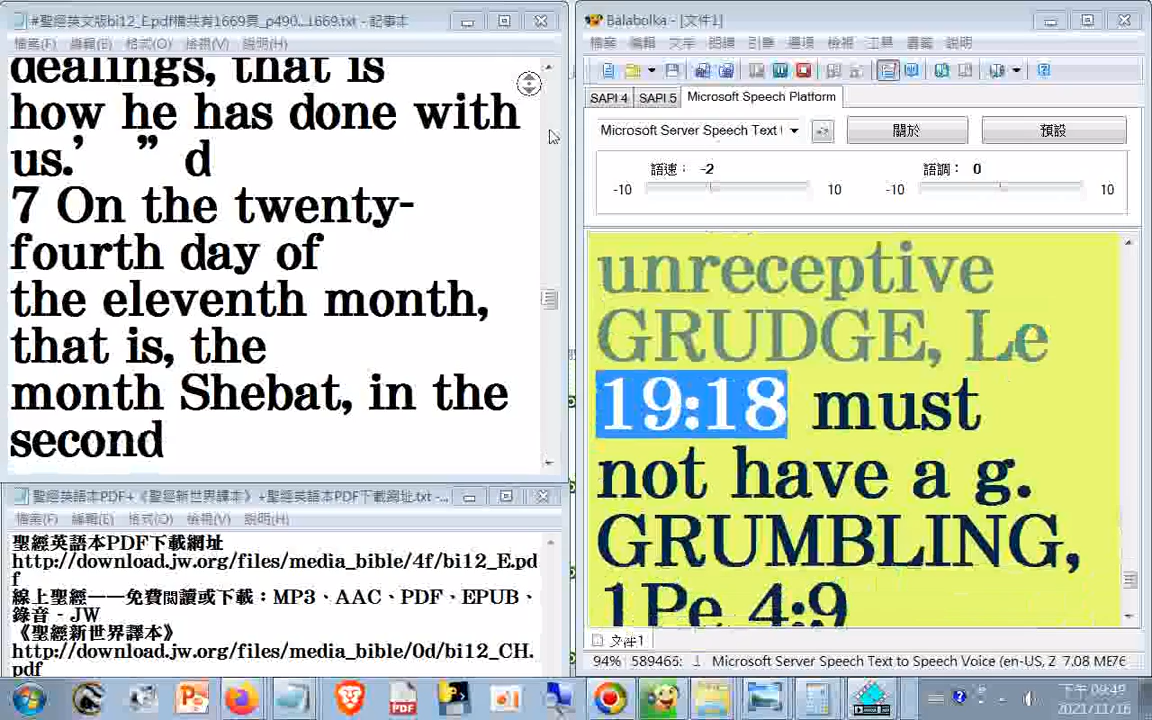 #聖經英文版bi12_E.pdf檔共有1669頁_p490...1669.txt - 記事本
檔案(F) 編輯(E) 格式(O) 檢視(V) 說明(H)
dealings, that is
how he has done with
us.’ ” d
7 On the twenty-
fourth day of
the eleventh month,
that is, the
month Shebat, in the
second
聖經英語本PDF+《聖經新世界譯本》+聖經英語本PDF下載網址.txt - ...
檔案(F) 編輯(E) 格式(O) 檢視(V) 說明(H)
聖經英語本PDF下載網址
http://download.jw.org/files/media_bible/4f/bi12_E.pd
f
線上聖經——免費閱讀或下載：MP3、AAC、PDF、EPUB、
錄音 - JW
《聖經新世界譯本》
http://download.jw.org/files/media_bible/0d/bi12_CH.
pdf
Balabolka - [文件1]
檔案 編輯 文字 朗讀 引擎 選項 檢視 工具 書籤 說明
SAPI 4 SAPI 5 Microsoft Speech Platform
Microsoft Server Speech Text 關於 預設
語速： -2 語調： 0
-10 10 -10 10
unreceptive
GRUDGE, Le
19:18 must
not have a g.
GRUMBLING,
1Pe 4:9
文件1
94% 589465: 1 Microsoft Server Speech Text to Speech Voice (en-US, Z 7.08 ME
下午 09:49
2021/11/16